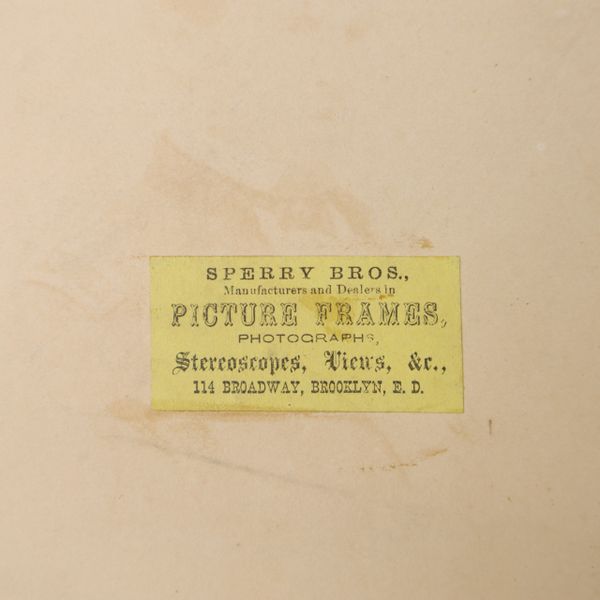 SPERRY BROS.,
Manufacturers and Dealers in
PICTURE FRAMES,
PHOTOGRAPHS,
Stereoscopes, Views, &c.,
114 BROADWAY, BROOKLYN, E. D.